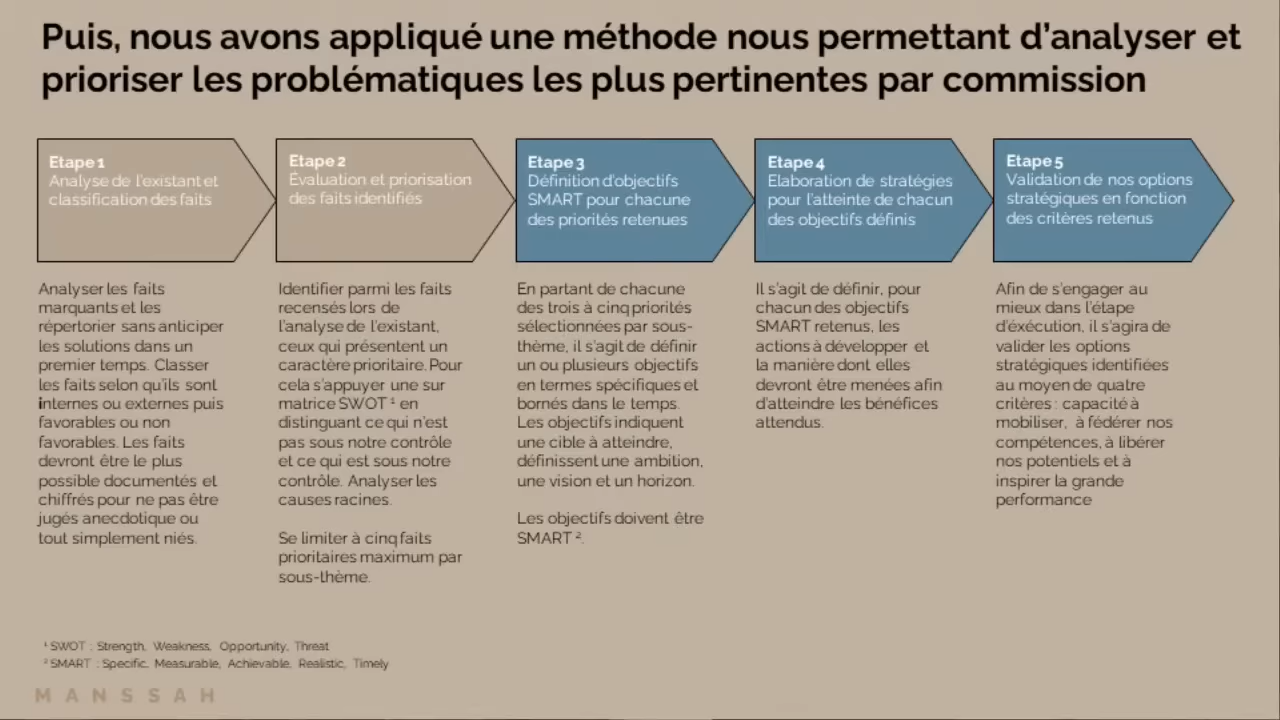 Puis, nous avons appliqué une méthode nous permettant d'analyser et
prioriser les problématiques les plus pertinentes par commission
Etape 1
Analyse de l'existant et
classification des faits
Etape 2
Évaluation et priorisation
des faits identifiés
Etape 3
Définition d'objectifs
SMART pour chacune
des priorités retenues
Etape 4
Elaboration de stratégies
pour l'atteinte de chacun
des objectifs définis
Etape 5
Validation de nos options
stratégiques en fonction
des critères retenus
Analyser les faits
marquants et les
répertorier sans anticiper
les solutions dans un
premier temps. Classer
les faits selon qu'ils sont
internes ou externes puis
favorables ou non
favorables. Les faits
devront être le plus
possible documentés et
chiffrés pour ne pas être
jugés anecdotique ou
tout simplement niés.
Identifier parmi les faits
recensés lors de
l'analyse de l'existant,
ceux qui présentent un
caractère prioritaire. Pour
cela s'appuyer une sur
matrice SWOT ¹ en
distinguant ce qui n'est
pas sous notre contrôle
et ce qui est sous notre
contrôle. Analyser les
causes racines.
Se limiter à cinq faits
prioritaires maximum par
sous-thème.
En partant de chacune
des trois à cinq priorités
sélectionnées par sous-
thème, il s'agit de définir
un ou plusieurs objectifs
en termes spécifiques et
bornés dans le temps.
Les objectifs indiquent
une cible à atteindre,
définissent une ambition,
une vision et un horizon.
Les objectifs doivent être
SMART ².
Il s'agit de définir, pour
chacun des objectifs
SMART retenus, les
actions à développer et
la manière dont elles
devront être menées afin
d'atteindre les bénéfices
attendus.
Afin de s'engager au
mieux dans l'étape
d'éxécution, il s'agira de
valider les options
stratégiques identifiées
au moyen de quatre
critères : capacité à
mobiliser, à fédérer nos
compétences, à libérer
nos potentiels et à
inspirer la grande
performance
¹ SWOT : Strength, Weakness, Opportunity, Threat
² SMART : Specific, Measurable, Achievable, Realistic, Timely
MANSSAH